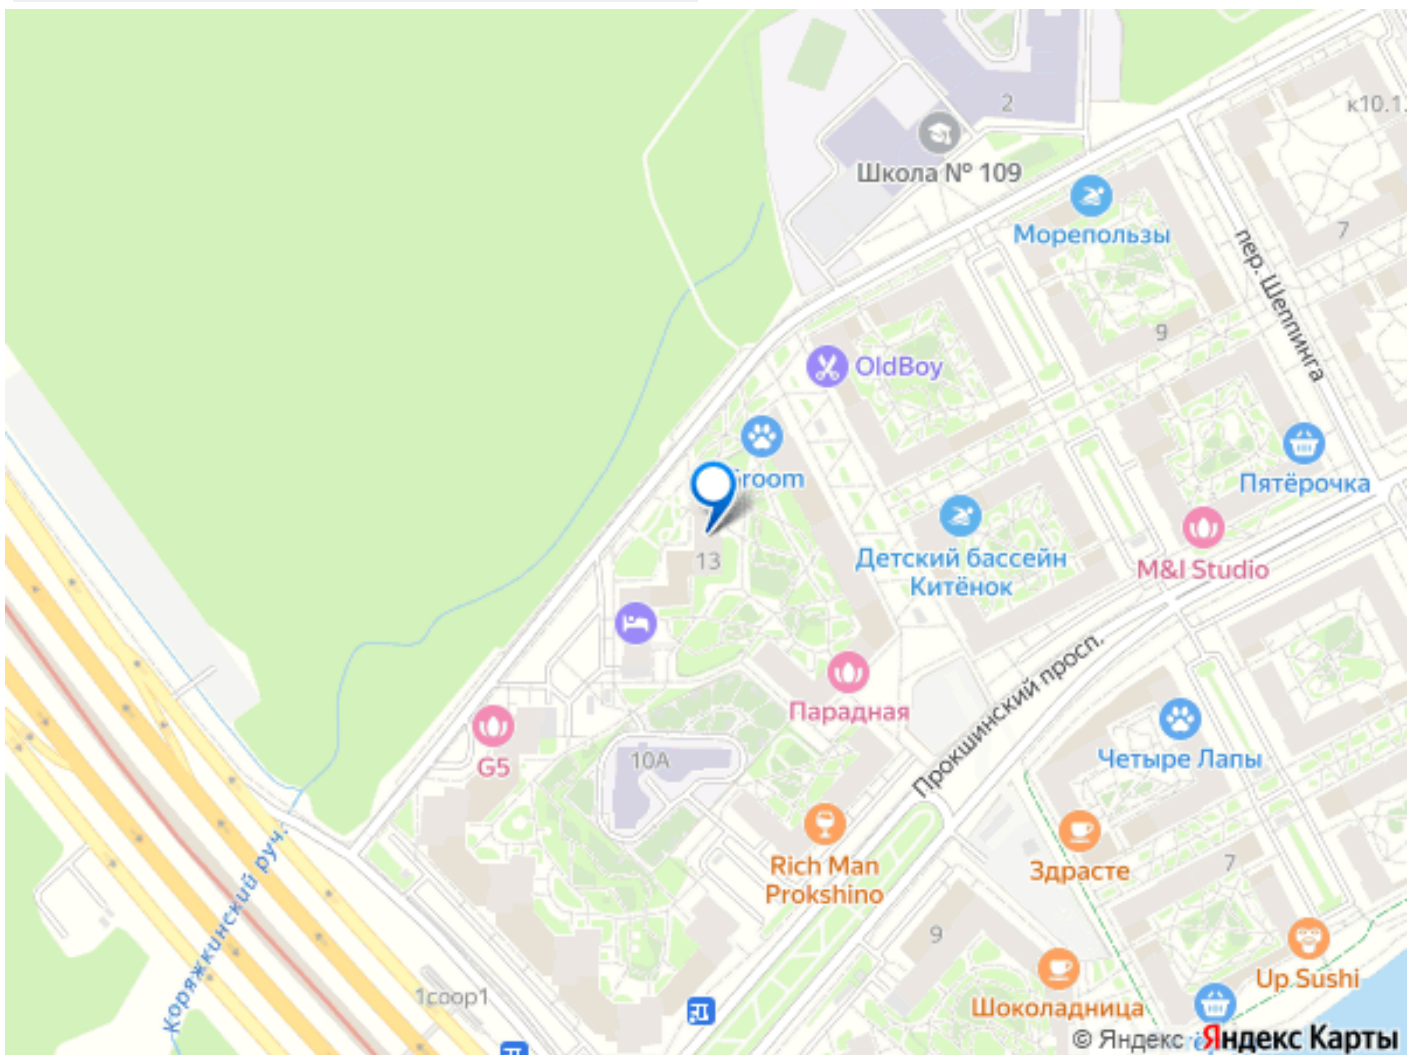 2
к10.1.
Школа № 109
Морепользы
7
пер. Шеппинга
9
OldBoy
room
Пятёрочка
Детский бассейн
Китёнок
M&I Studio
13
Прокшинский просп.
Парадная
Четыре Лапы
10А
G5
Rich Man
Prokshino
Здрасте
7
Коряжкинский руч.
9
Up Sushi
1соор1
Шоколадница
© Яндекс Яндекс Карты